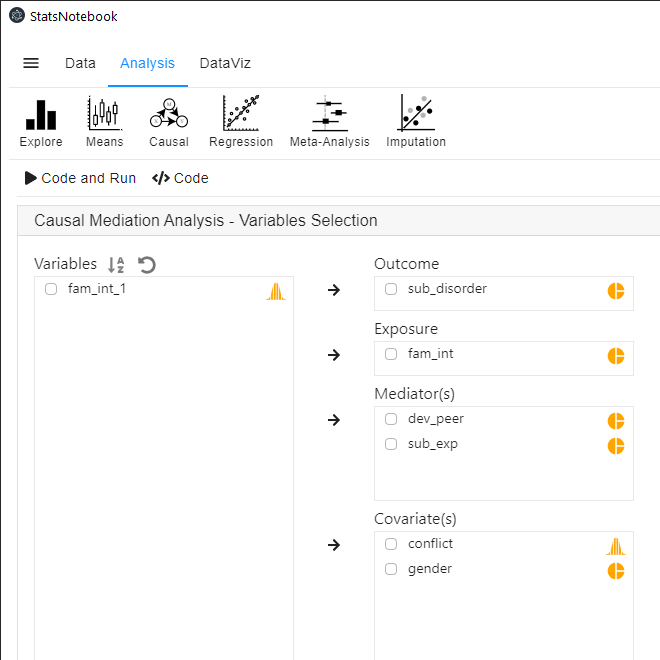 StatsNotebook
Data Analysis DataViz
Explore Means Causal Regression Meta-Analysis Imputation
Code and Run Code
Causal Mediation Analysis - Variables Selection
Variables
fam_int_1
Outcome
sub_disorder
Exposure
fam_int
Mediator(s)
dev_peer
sub_exp
Covariate(s)
conflict
gender